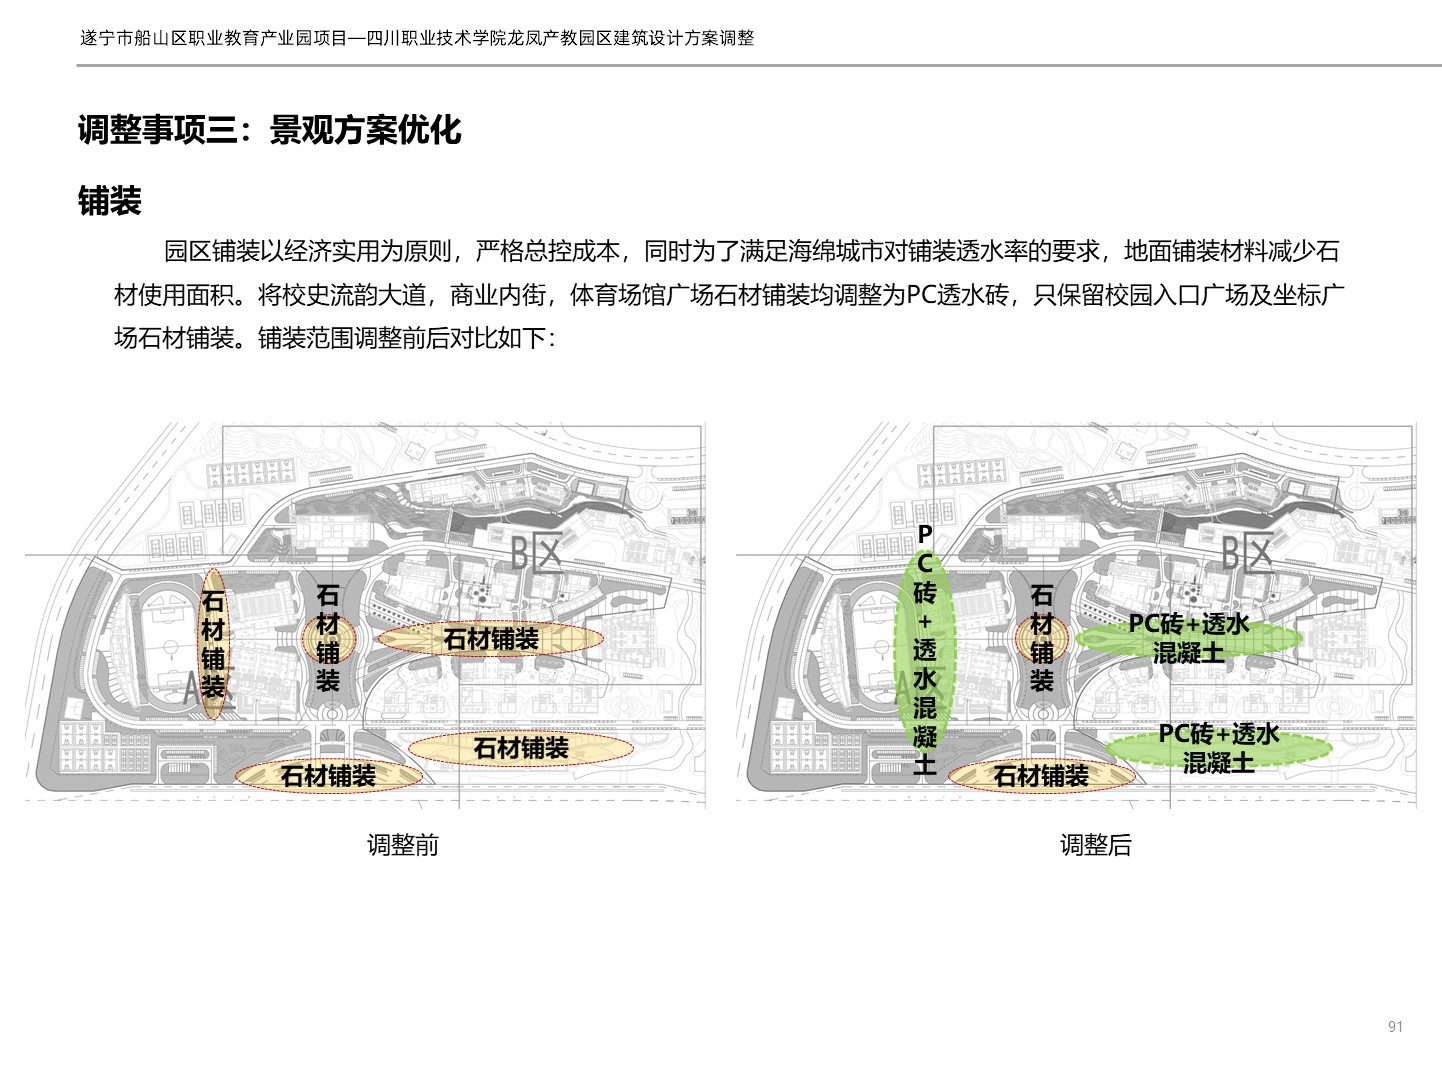 遂宁市船山区职业教育产业园项目—四川职业技术学院龙凤产教园区建筑设计方案调整
调整事项三：景观方案优化
铺装
园区铺装以经济实用为原则，严格总控成本，同时为了满足海绵城市对铺装透水率的要求，地面铺装材料减少石
材使用面积。将校史流韵大道，商业内街，体育场馆广场石材铺装均调整为PC透水砖，只保留校园入口广场及坐标广
场石材铺装。铺装范围调整前后对比如下：
B区
石材铺装
石材铺装
石材铺装
A区
石材铺装
石材铺装
调整前
B区
PC砖+透水混凝土
石材铺装
PC砖+透水
混凝土
PC砖+透水
混凝土
石材铺装
调整后
91